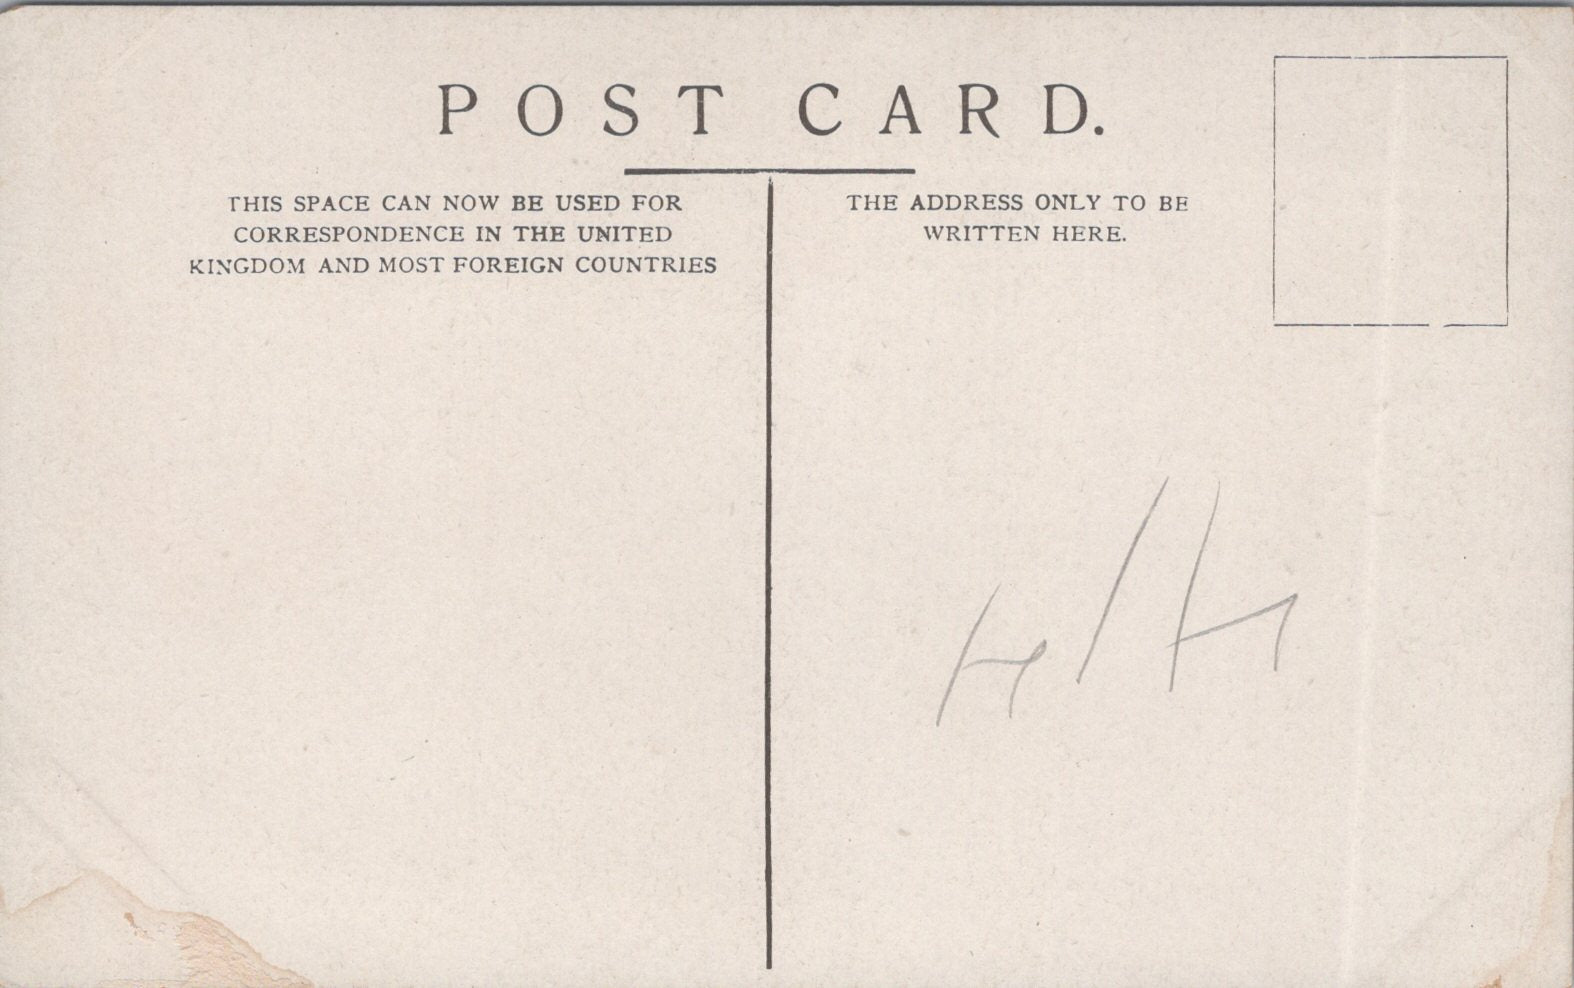 POST CARD.
THIS SPACE CAN NOW BE USED FOR
CORRESPONDENCE IN THE UNITED
KINGDOM AND MOST FOREIGN COUNTRIES
THE ADDRESS ONLY TO BE
WRITTEN HERE.